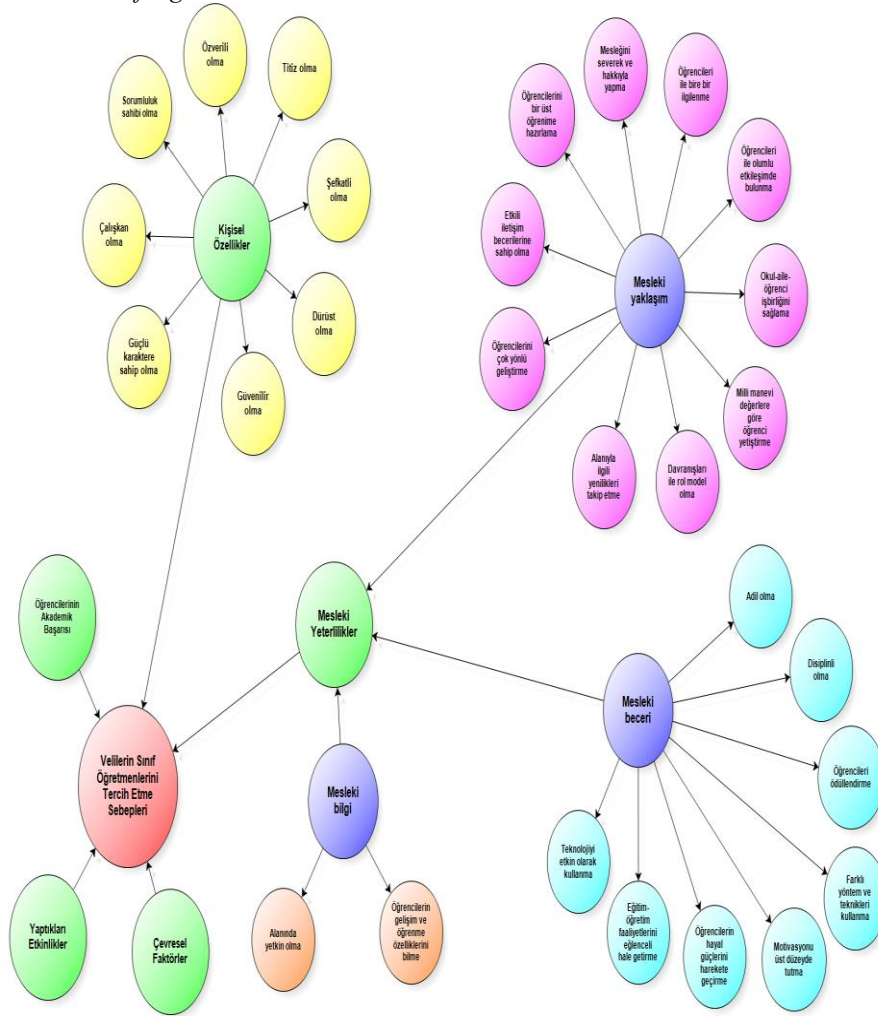 Özverili
olma
Titiz olma
Sorumluluk
sahibi olma
Şefkatli
olma
Çalışkan
olma
Kişisel
Özellikler
Dürüst
olma
Güçlü
karaktere
sahip olma
Güvenilir
olma
Mesleğini
severek ve
hakkıyla
yapma
Öğrencileri
ile bire bir
ilgilenme
Öğrencilerini
bir üst
öğrenime
hazırlama
Öğrencileri
ile olumlu
etkileşimde
bulunma
Etkili
iletişim
becerilerine
sahip olma
Mesleki
yaklaşım
Okul-aile-
öğrenci
işbirliğini
sağlama
Öğrencilerini
çok yönlü
geliştirme
Milli manevi
değerlere
göre
öğrenci
yetiştirme
Alanıyla
ilgili
yenilikleri
takip etme
Davranışları
ile rol model
olma
Öğrencilerinin
Akademik
Başarısı
Mesleki
Yeterlilikler
Adil olma
Disiplinli
olma
Mesleki
beceri
Velilerin Sınıf
Öğretmenlerini
Tercih Etme
Sebepleri
Mesleki
bilgi
Öğrencileri
ödüllendirme
Teknolojiyi
etkin olarak
kullanma
Farklı
yöntem ve
teknikleri
kullanma
Yaptıkları
Etkinlikler
Çevresel
Faktörler
Alanında
yetkin olma
Öğrencilerin
gelişim ve
öğrenme
özelliklerini
bilme
Eğitim-
öğretim
faaliyetlerini
eğlenceli
hale getirme
Öğrencilerin
hayal
güçlerini
harekete
geçirme
Motivasyonu
üst düzeyde
tutma